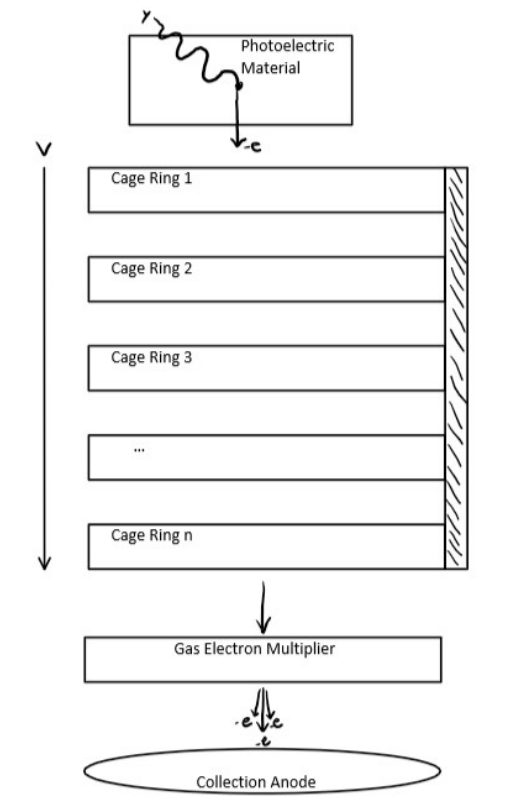 γ
Photoelectric
Material
-e
V
Cage Ring 1
Cage Ring 2
Cage Ring 3
...
Cage Ring n
Gas Electron Multiplier
-e
-e
-e
Collection Anode